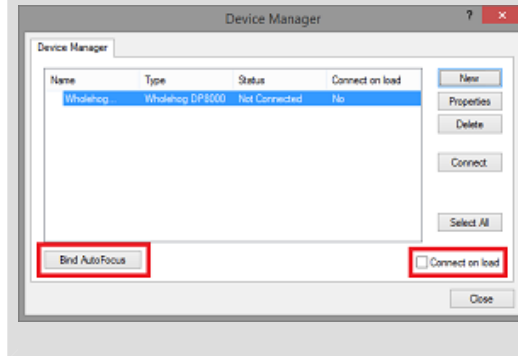 Device Manager
?
Device Manager
Name Type Status Connect on load
Wholehog... Wholehog DP8000 Not Connected No
New
Properties
Delete
Connect
Select All
Bind AutoFocus
Connect on load
Close